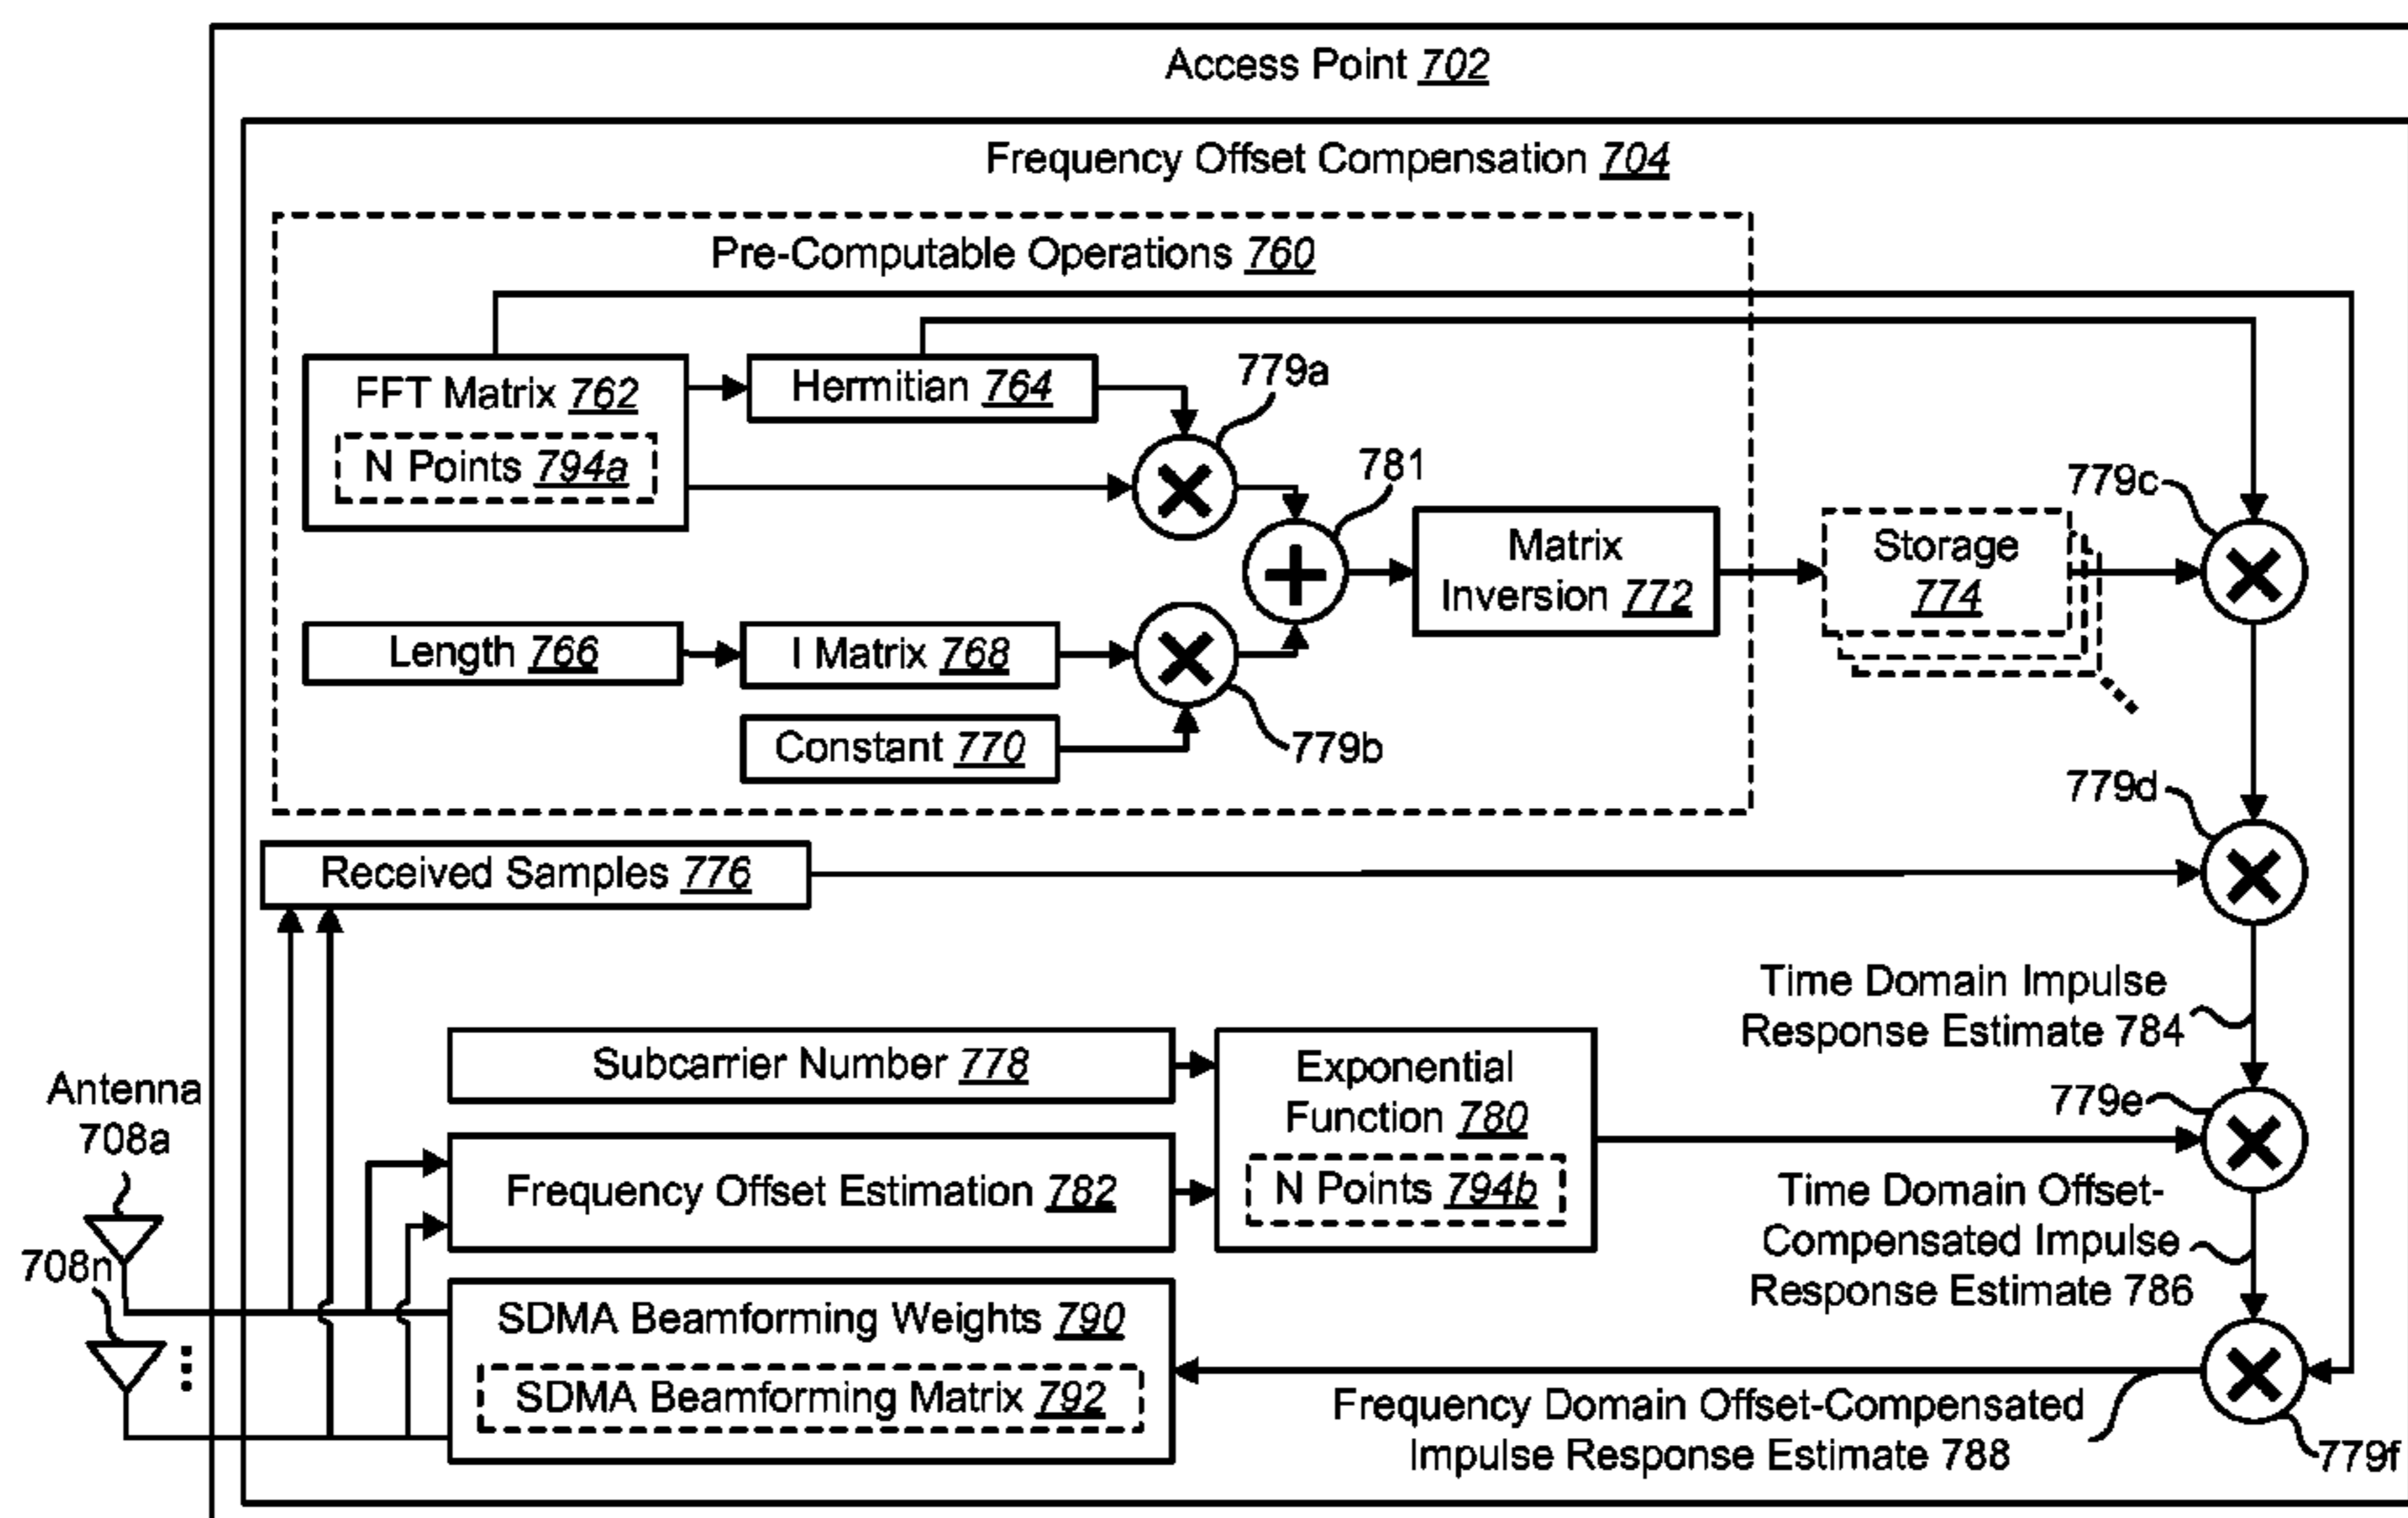 Access Point 702
Frequency Offset Compensation 704
Pre-Computable Operations 760
FFT Matrix 762
N Points 794a
Hermitian 764
779a
781
Length 766
I Matrix 768
Constant 770
779b
Matrix
Inversion 772
Storage
774
779c
779d
Received Samples 776
Time Domain Impulse
Response Estimate 784
Subcarrier Number 778
Exponential
Function 780
N Points 794b
779e
Frequency Offset Estimation 782
Antenna
708a
708n
Time Domain Offset-
Compensated Impulse
Response Estimate 786
SDMA Beamforming Weights 790
SDMA Beamforming Matrix 792
Frequency Domain Offset-Compensated
Impulse Response Estimate 788
779f